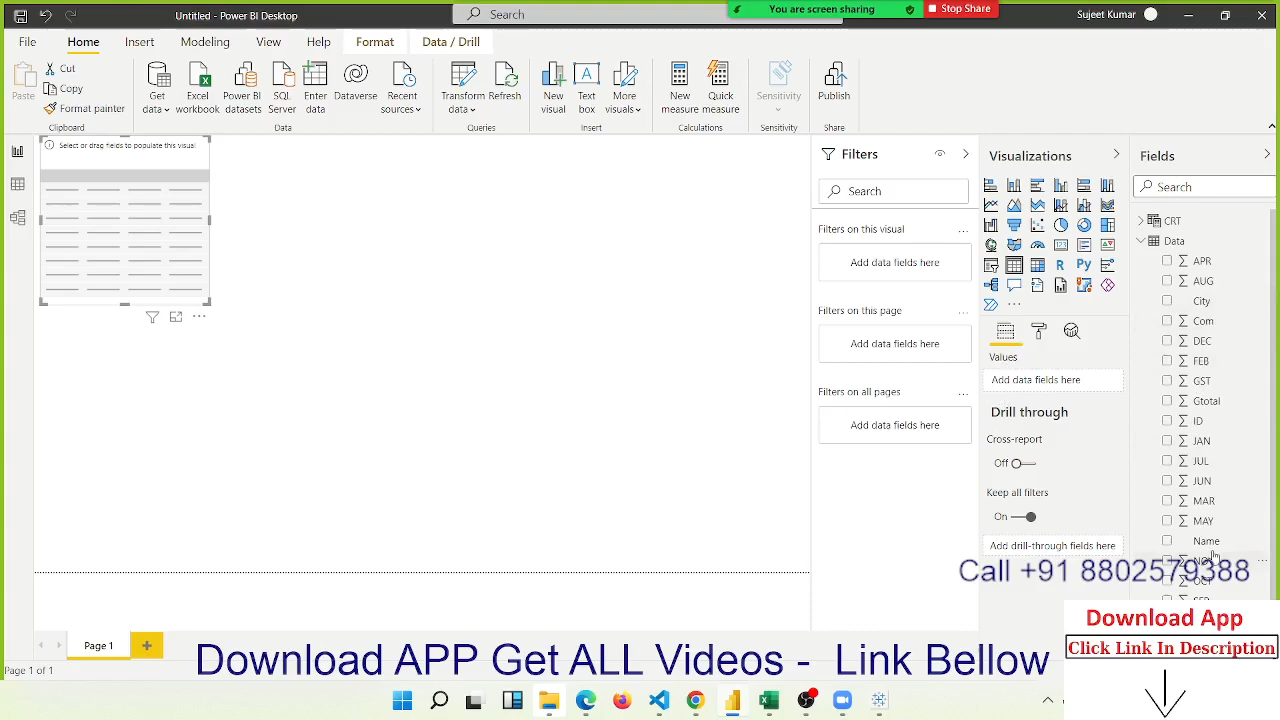 Untitled - Power BI Desktop
Search
You are screen sharing
Stop Share
Sujeet Kumar
File Home Insert Modeling View Help Format Data / Drill
Paste
Cut
Copy
Format painter
Clipboard
Get data
Excel workbook
Power BI datasets
SQL Server
Enter data
Dataverse
Recent sources
Data
Transform data
Refresh
Queries
New visual
Text box
More visuals
Insert
New measure
Quick measure
Calculations
Sensitivity
Sensitivity
Publish
Share
Select or drag fields to populate this visual
Filters
Search
Filters on this visual
Add data fields here
Filters on this page
Add data fields here
Filters on all pages
Add data fields here
Visualizations
R
Py
123
Values
Add data fields here
Drill through
Cross-report
Off
Keep all filters
On
Add drill-through fields here
Fields
Search
CRT
Data
APR
AUG
City
Com
DEC
FEB
GST
Gtotal
ID
JAN
JUL
JUN
MAR
MAY
Name
OCT
Call +91 8802579388
Download App
Click Link In Description
Page 1
Download APP Get ALL Videos - Link Bellow
Page 1 of 1